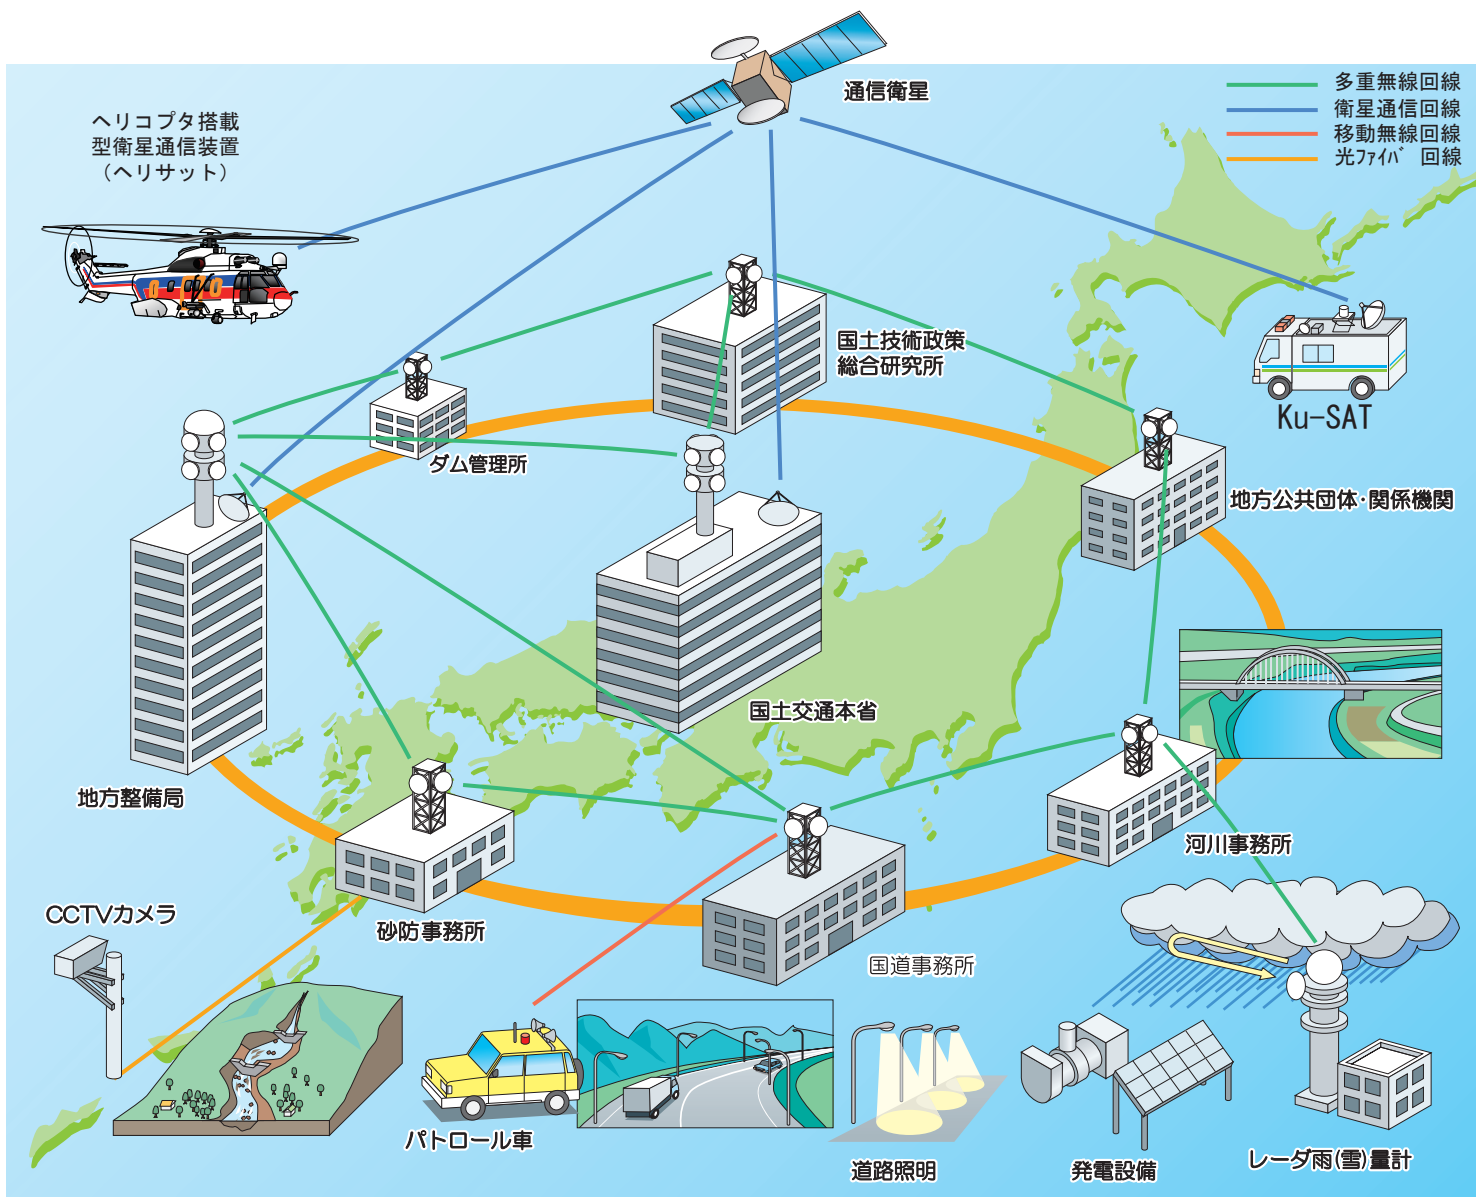 通信衛星
多重無線回線
衛星通信回線
移動無線回線
光ﾌｧｲﾊﾞ 回線
ヘリコプタ搭載
型衛星通信装置
（ヘリサット）
国土技術政策
総合研究所
Ku−SAT
ダム管理所
地方公共団体･関係機関
国土交通本省
地方整備局
河川事務所
CCTVカメラ
砂防事務所
国道事務所
パトロール車
道路照明
発電設備
レーダ雨(雪)量計